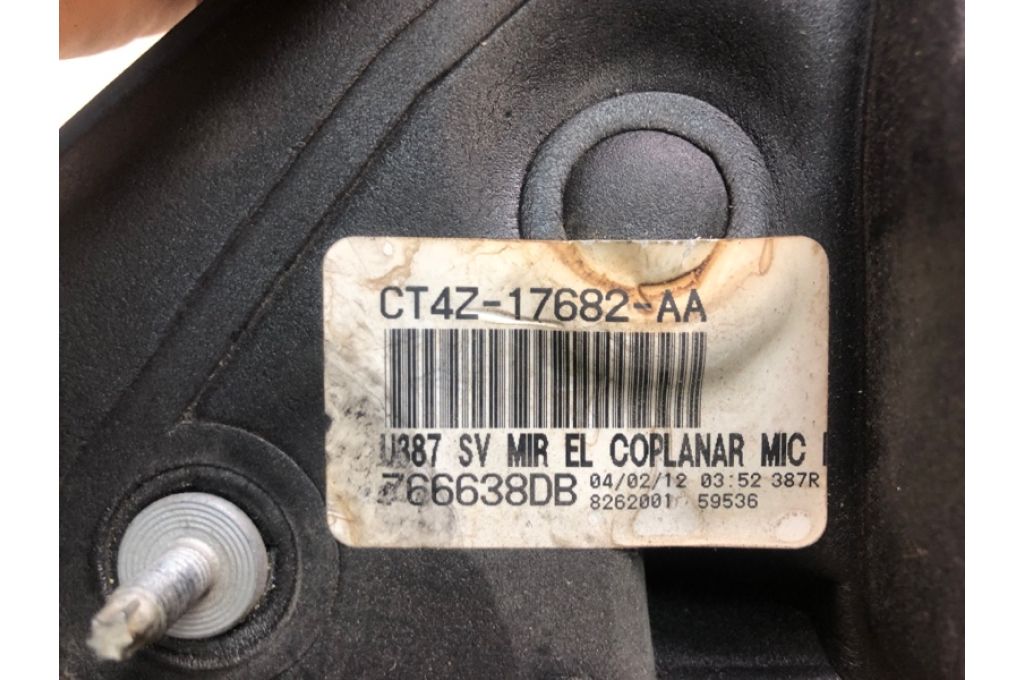 CT4Z-17682-AA
U387 SV MIR EL COPLANAR MIC
766638DB 04/02/12 03:52 387R
8262001 59536